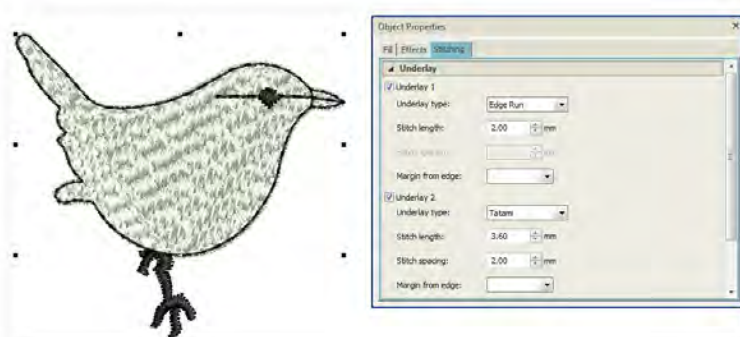 Object Properties
Fill Effects Stitching
Underlay
Underlay 1
Underlay type: Edge Run
Stitch length: 2.00 mm
mm
Margin from edge:
Underlay 2
Underlay type: Tatami
Stitch length: 3.60 mm
Stitch spacing: 2.00 mm
Margin from edge: